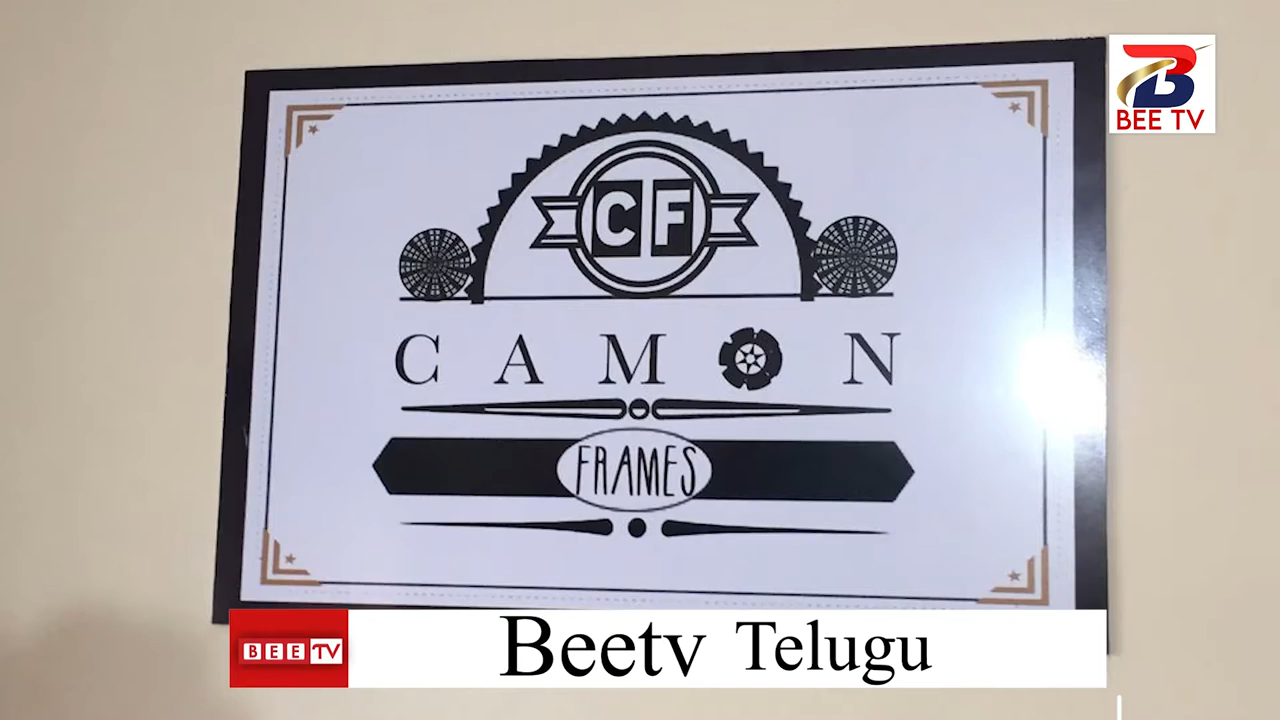 BEE TV
CF
CAMON
FRAMES
BEE TV
Beetv Telugu